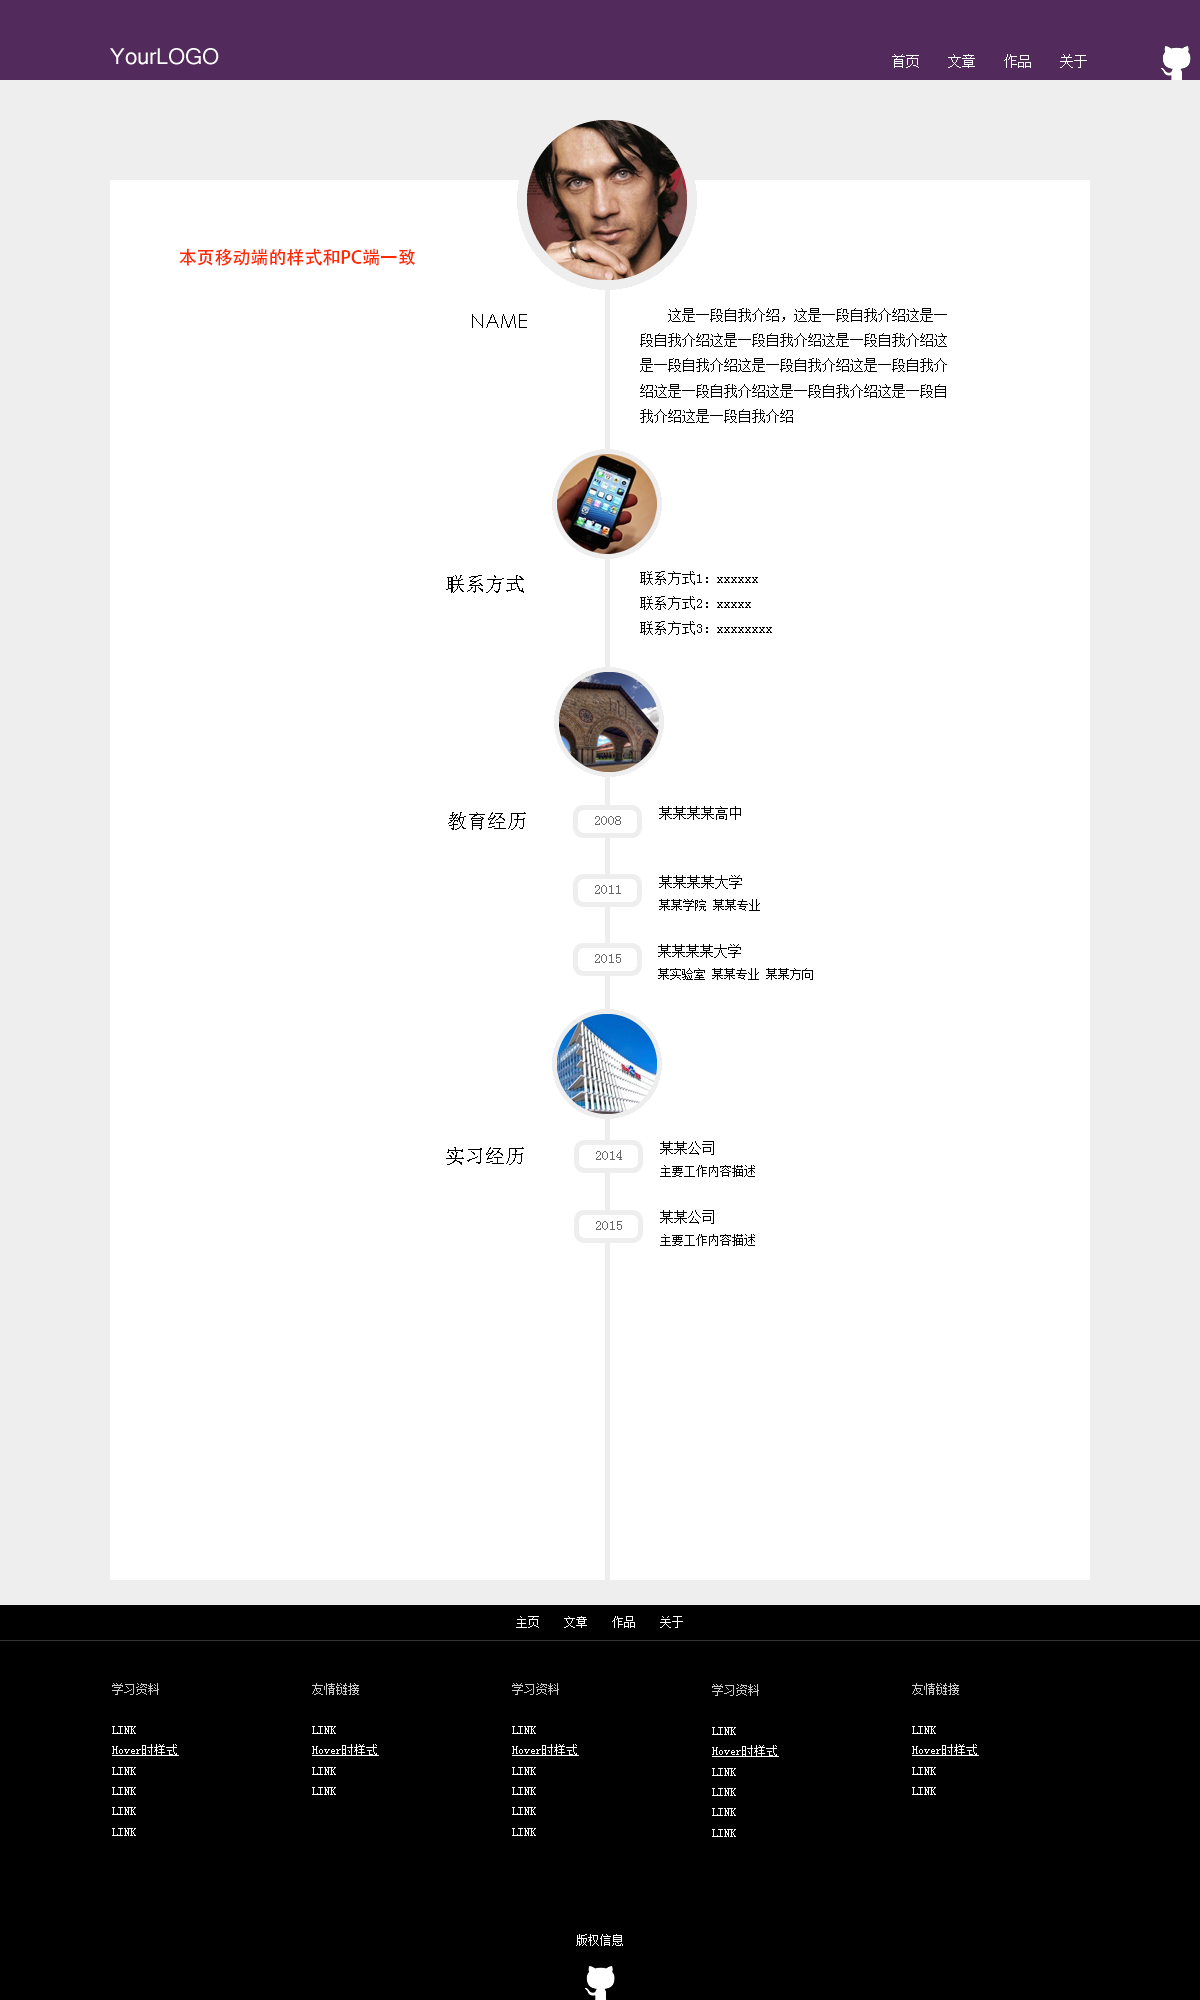 YourLOGO
首页 文章 作品 关于
本页移动端的样式和PC端一致
NAME
这是一段自我介绍，这是一段自我介绍这是一
段自我介绍这是一段自我介绍这是一段自我介绍这
是一段自我介绍这是一段自我介绍这是一段自我介
绍这是一段自我介绍这是一段自我介绍这是一段自
我介绍这是一段自我介绍
联系方式
联系方式1：xxxxxx
联系方式2：xxxxx
联系方式3：xxxxxxxx
教育经历
2008
某某某某高中
2011
某某某某大学
某某学院 某某专业
2015
某某某某大学
某实验室 某某专业 某某方向
实习经历
2014
某某公司
主要工作内容描述
2015
某某公司
主要工作内容描述
主页 文章 作品 关于
学习资料
LINK
Hover时样式
LINK
LINK
LINK
LINK
友情链接
LINK
Hover时样式
LINK
LINK
学习资料
LINK
Hover时样式
LINK
LINK
LINK
LINK
学习资料
LINK
Hover时样式
LINK
LINK
LINK
LINK
友情链接
LINK
Hover时样式
LINK
LINK
版权信息